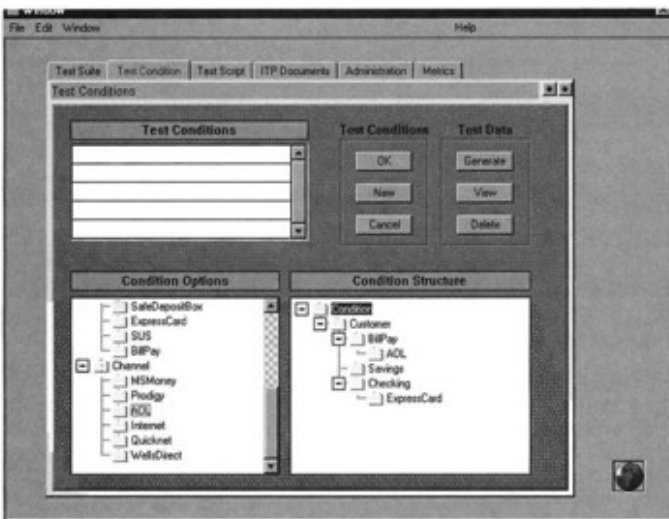 Window
File Edit Window Help
Test Suite Test Condition Test Script ITP Documents Administration Metrics
Test Conditions
Test Conditions Test Conditions Test Data
OK Generate
New View
Cancel Delete
Condition Options Condition Structure
SafeDepositBox
ExpressCard
SUS
BillPay
Channel
MSMoney
Prodigy
AOL
Internet
Quicknet
WellsDirect
Condition
Customer
BillPay
AOL
Savings
Checking
ExpressCard